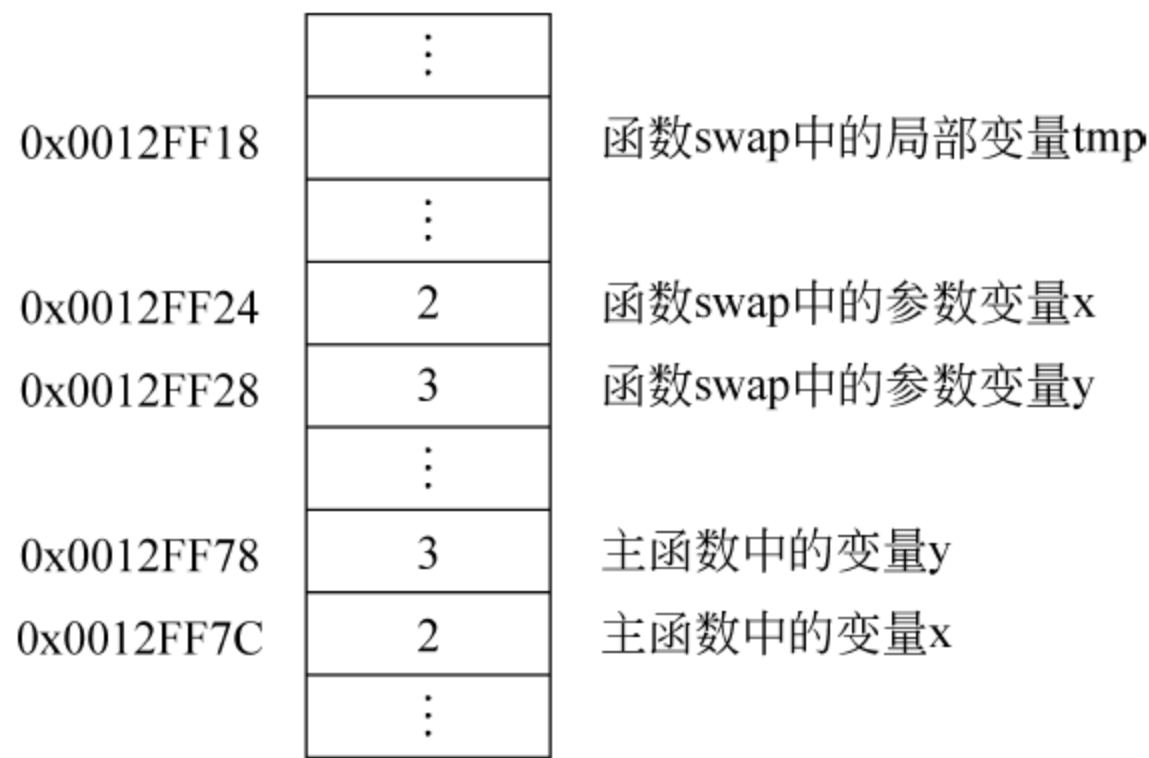 ⋮
0x0012FF18 函数swap中的局部变量tmp
⋮
0x0012FF24 2 函数swap中的参数变量x
0x0012FF28 3 函数swap中的参数变量y
⋮
0x0012FF78 3 主函数中的变量y
0x0012FF7C 2 主函数中的变量x
⋮